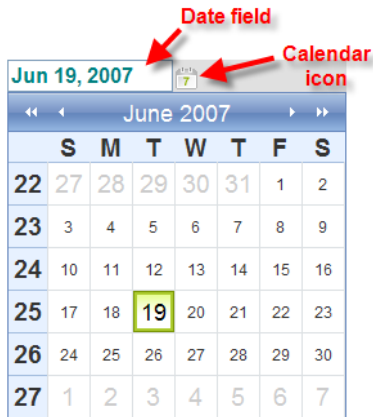 Date field
Calendar
icon
Jun 19, 2007
7
June 2007
S M T W T F S
22 27 28 29 30 31 1 2
23 3 4 5 6 7 8 9
24 10 11 12 13 14 15 16
25 17 18 19 20 21 22 23
26 24 25 26 27 28 29 30
27 1 2 3 4 5 6 7